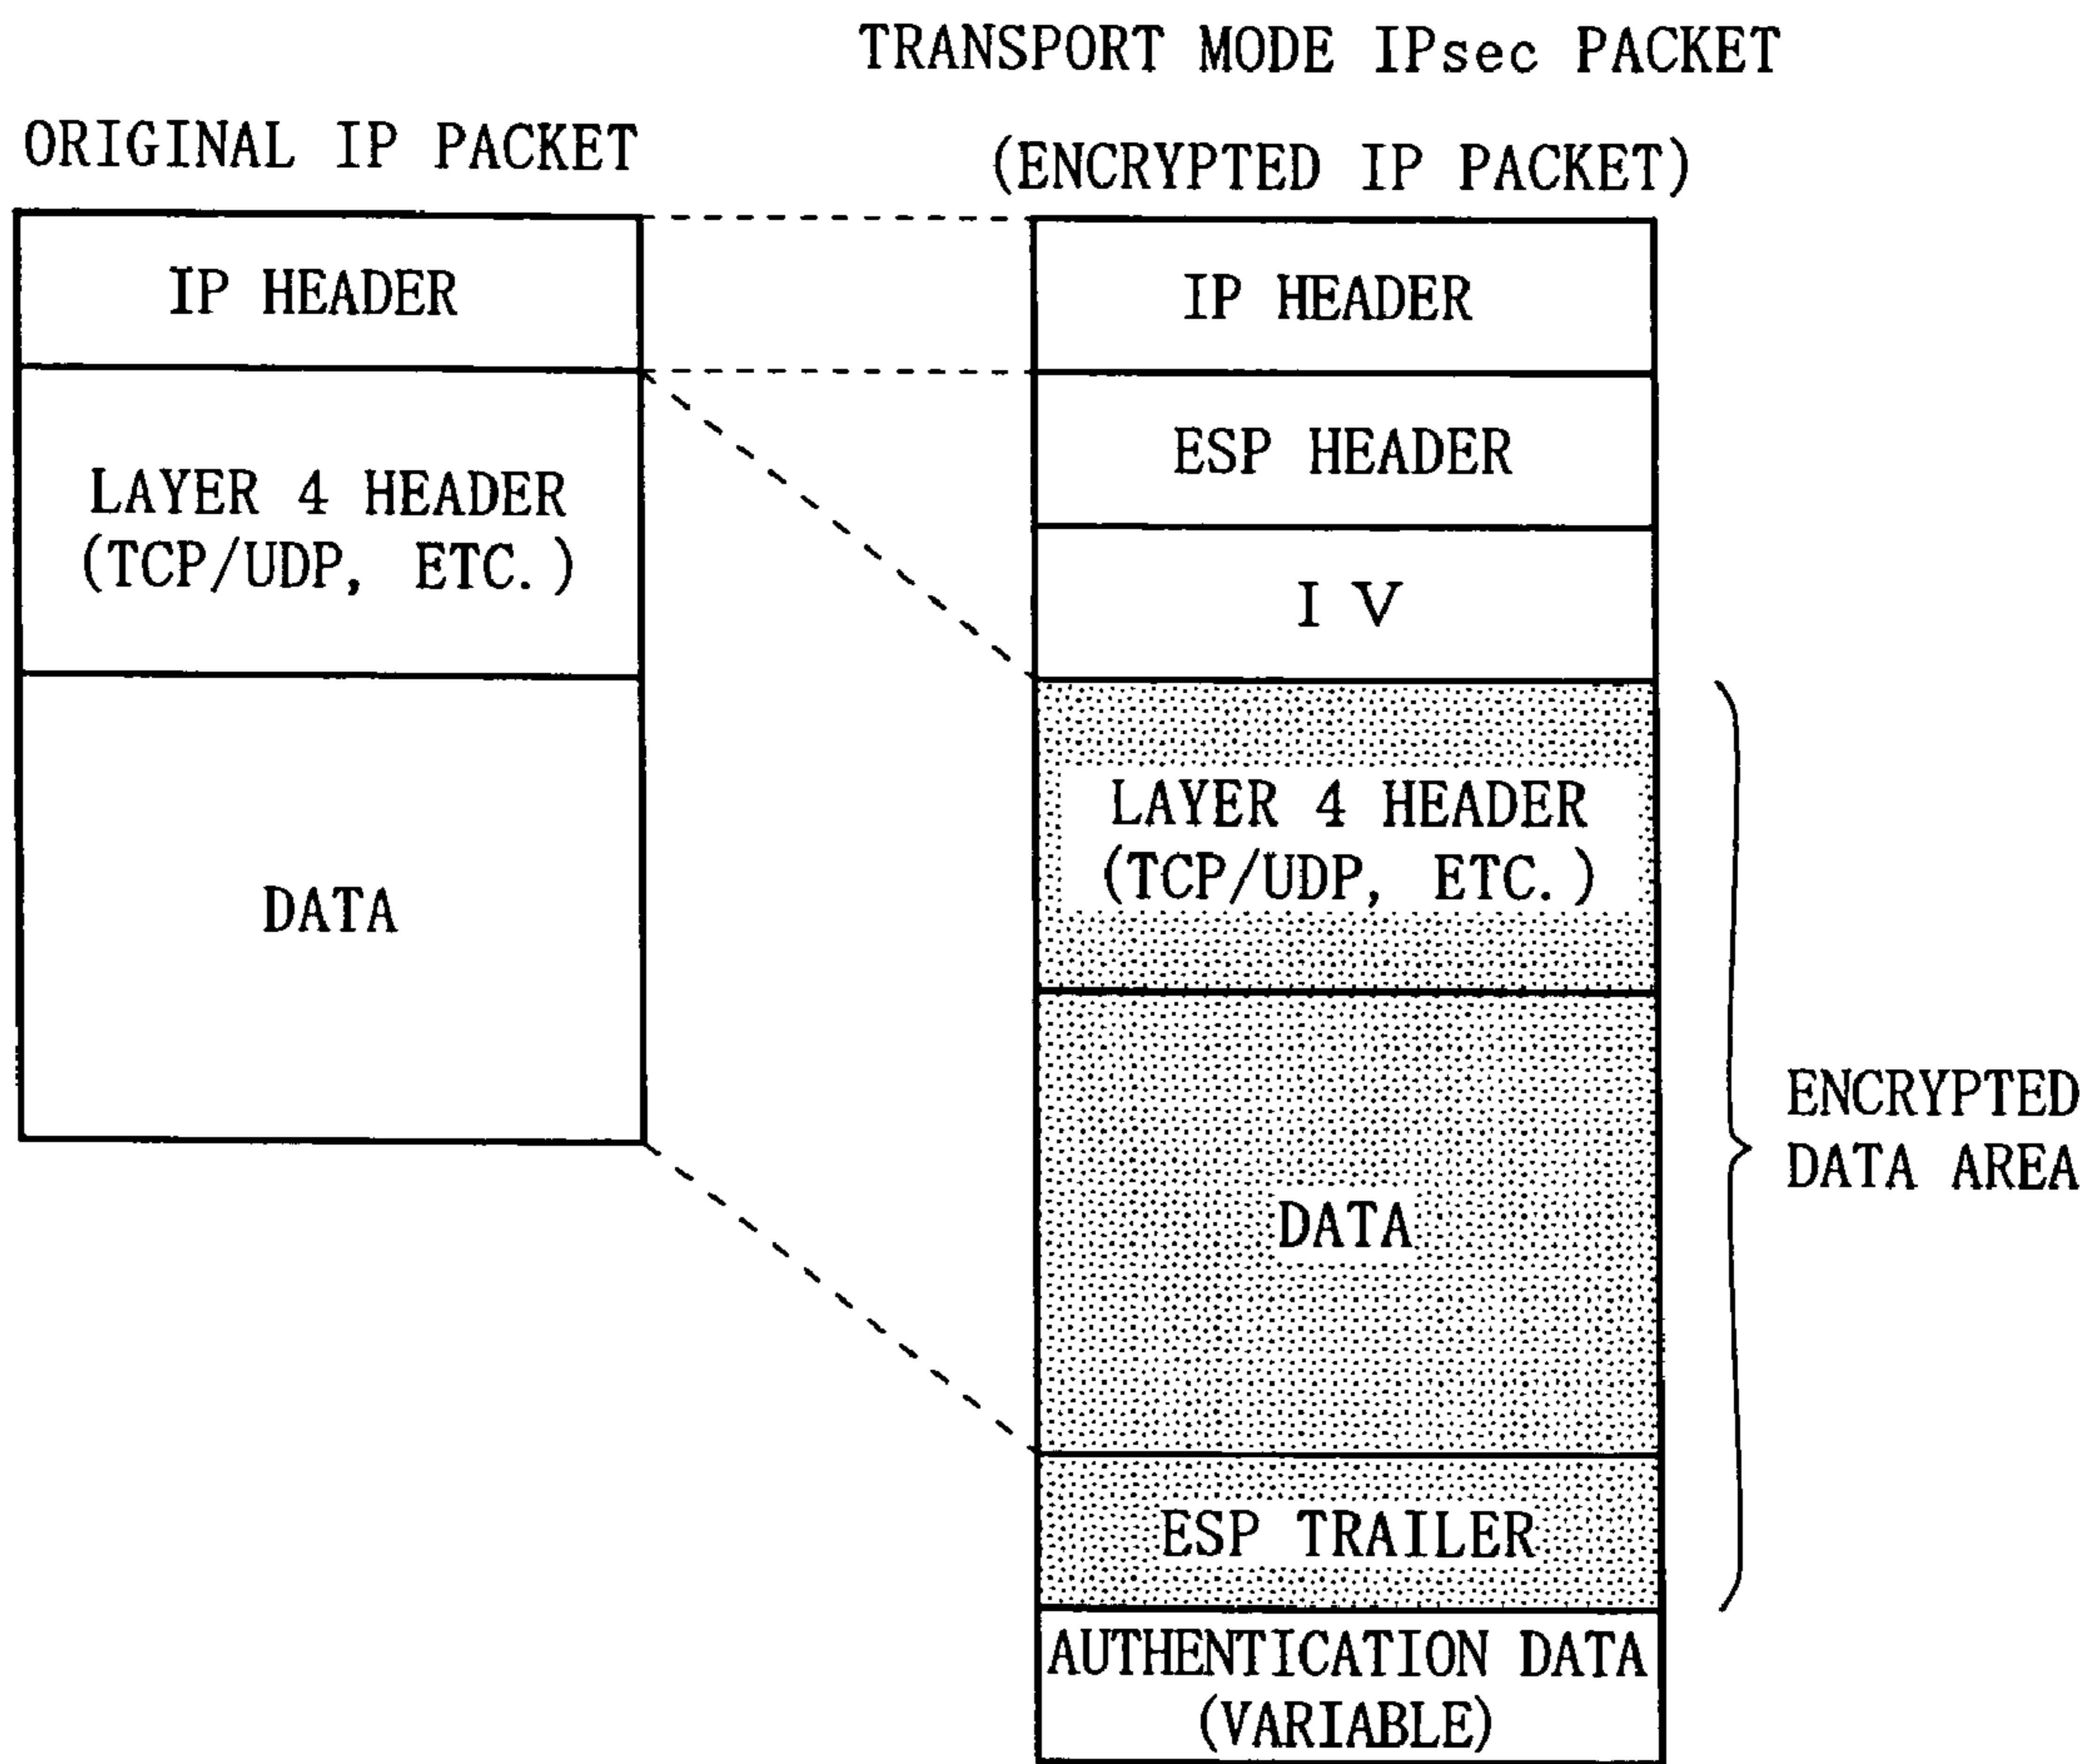 TRANSPORT MODE IPsec PACKET
(ENCRYPTED IP PACKET)
ORIGINAL IP PACKET
IP HEADER
LAYER 4 HEADER
(TCP/UDP, ETC.)
DATA
IP HEADER
ESP HEADER
I V
LAYER 4 HEADER
(TCP/UDP, ETC.)
DATA
ESP TRAILER
AUTHENTICATION DATA
(VARIABLE)
ENCRYPTED
DATA AREA